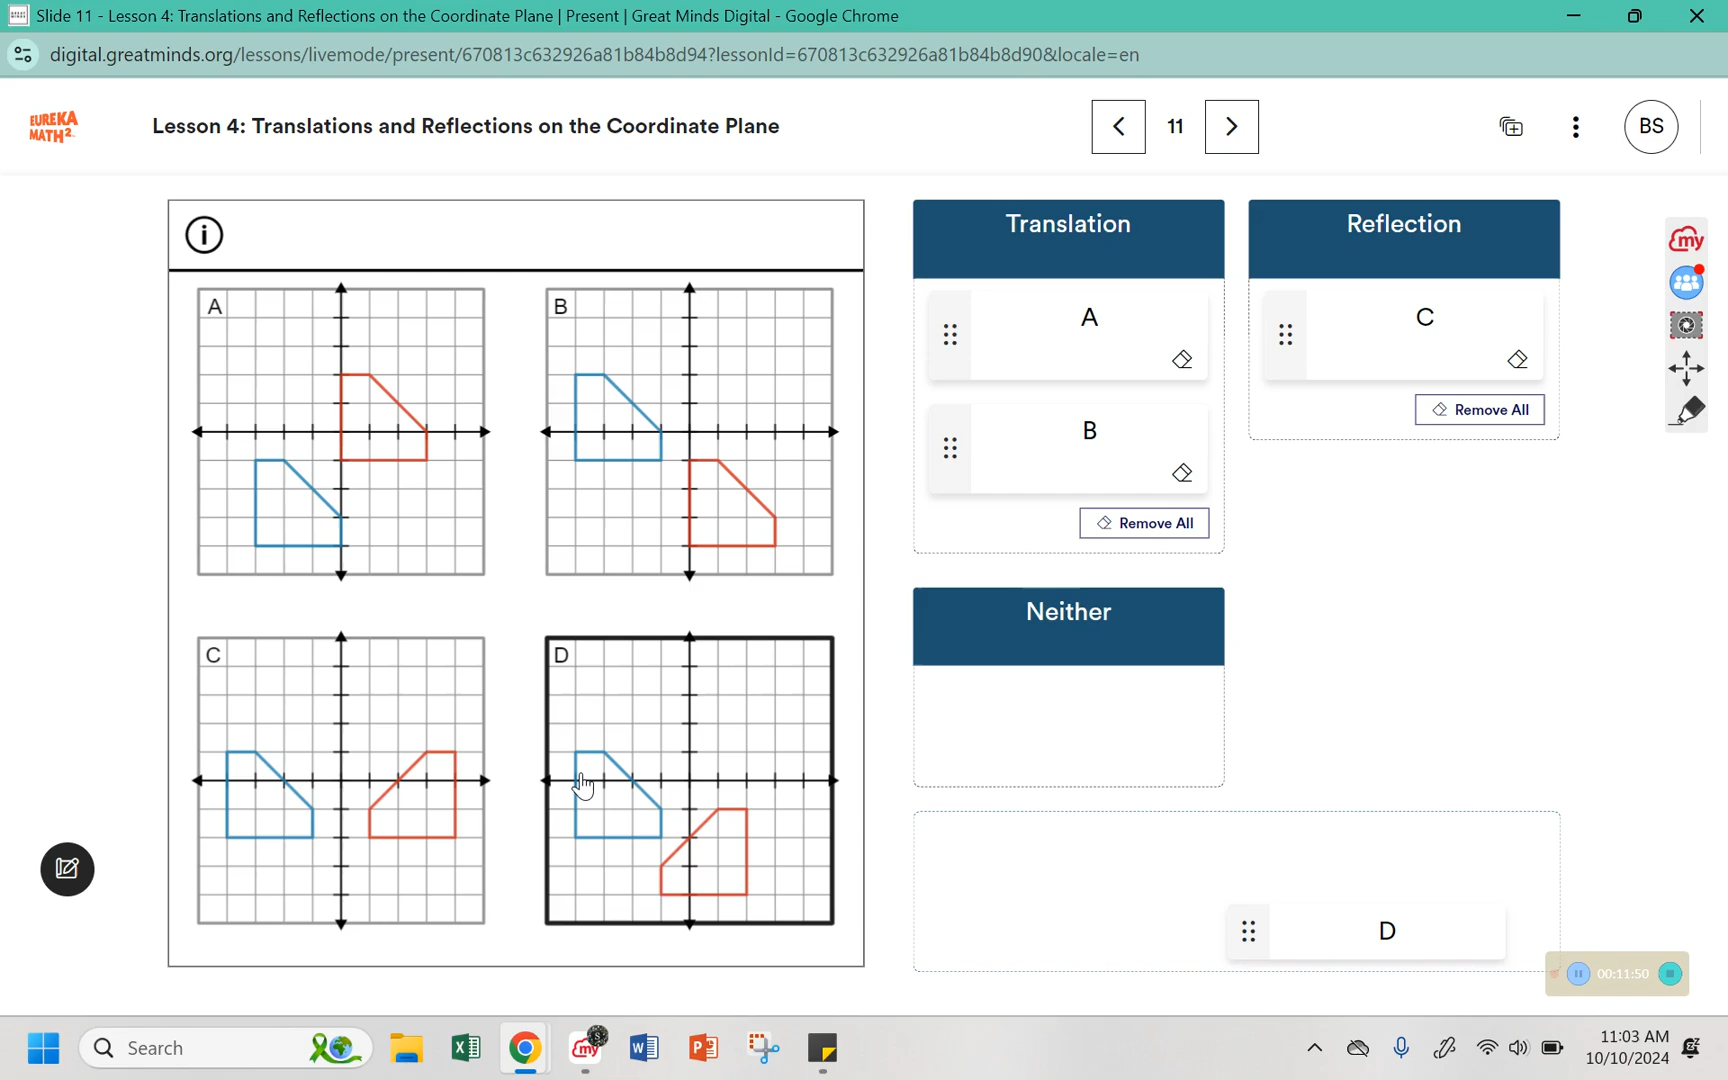 Slide 11 - Lesson 4: Translations and Reflections on the Coordinate Plane | Present | Great Minds Digital - Google Chrome
digital.greatminds.org/lessons/livemode/present/670813c632926a81b84b8d94?lessonId=670813c632926a81b84b8d90&locale=en
EUREKA
MATH²
Lesson 4: Translations and Reflections on the Coordinate Plane
11
BS
i
A
B
C
D
Translation
A
B
Remove All
Reflection
C
Remove All
Neither
D
my
00:11:50
Search
my
S
11:03 AM
10/10/2024